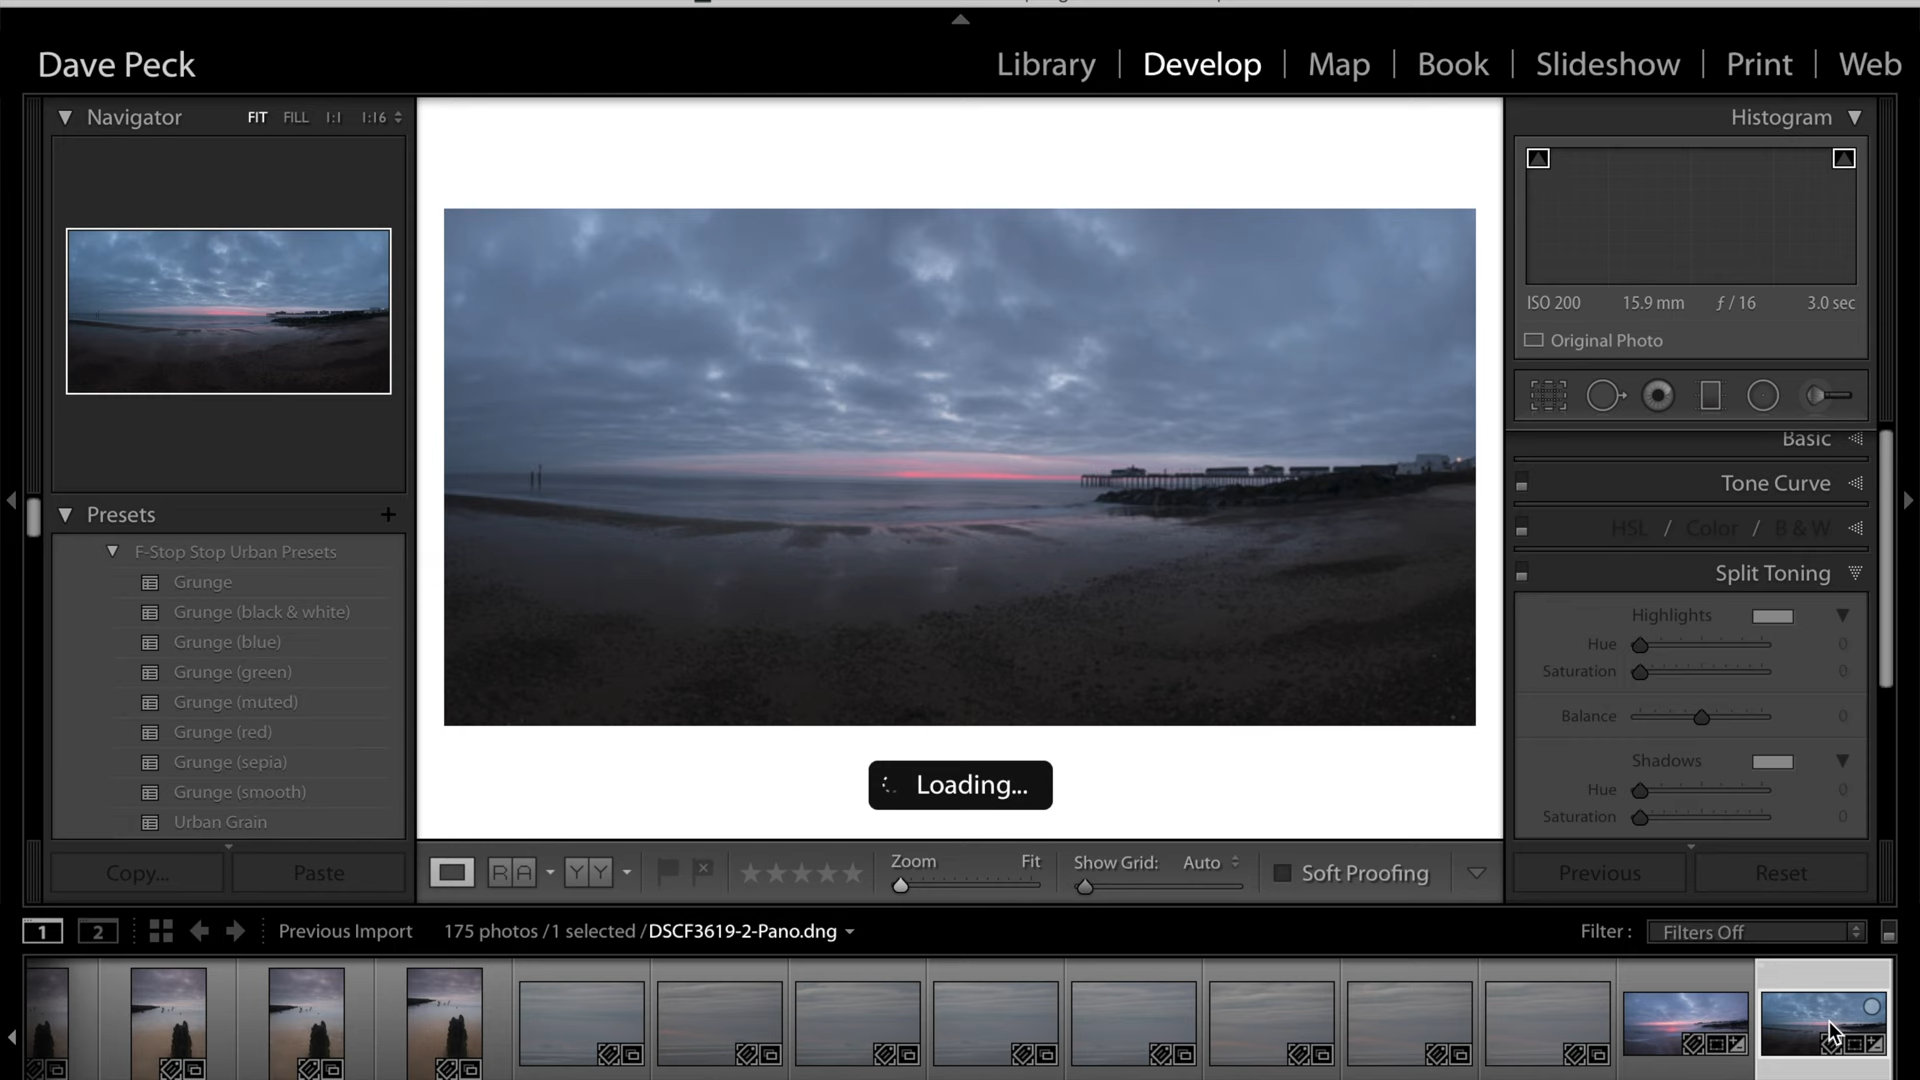 Dave Peck
Library | Develop | Map | Book | Slideshow | Print | Web
Navigator FIT FILL 1:1 1:16
Histogram
ISO 200 15.9 mm ƒ / 16 3.0 sec
Original Photo
Basic
Tone Curve
HSL / Color / B & W
Split Toning
Highlights
Hue 0
Saturation 0
Balance 0
Shadows
Hue 0
Saturation 0
Previous Reset
Presets +
F-Stop Stop Urban Presets
Grunge
Grunge (black & white)
Grunge (blue)
Grunge (green)
Grunge (muted)
Grunge (red)
Grunge (sepia)
Grunge (smooth)
Urban Grain
Copy... Paste
Loading...
R A Y Y Zoom Fit Show Grid: Auto Soft Proofing
1 2 Previous Import 175 photos / 1 selected / DSCF3619-2-Pano.dng Filter : Filters Off